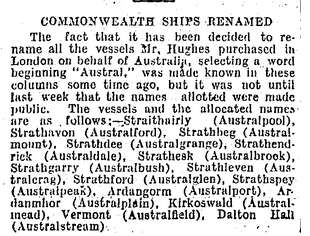 COMMONWEALTH SHIPS RENAMED
The fact that it has been decided to re-
name all the vessels Mr. Hughes purchased in
London on behalf of Australia, selecting a word
beginning "Austral," was made known in these
columns some time ago, but it was not until
last week that the names allotted were made
public. The vessels and the allocated names
are as follows:—Straithairly (Australpool),
Strathavon (Australford), Strathbeg (Austral-
mount), Strathdee (Australgrange), Strathend-
rick (Australdale), Strathesk (Australbrook),
Strathgarry (Australbush), Strathleven (Aus-
tralcrag), Strathford (Australglen), Strathspey
(Australpeak), Ardangorm (Australport), Ar-
danmhor (Australplain), Kirkoswald (Austral-
mead), Vermont (Australfield), Dalton Hall
(Australstream).